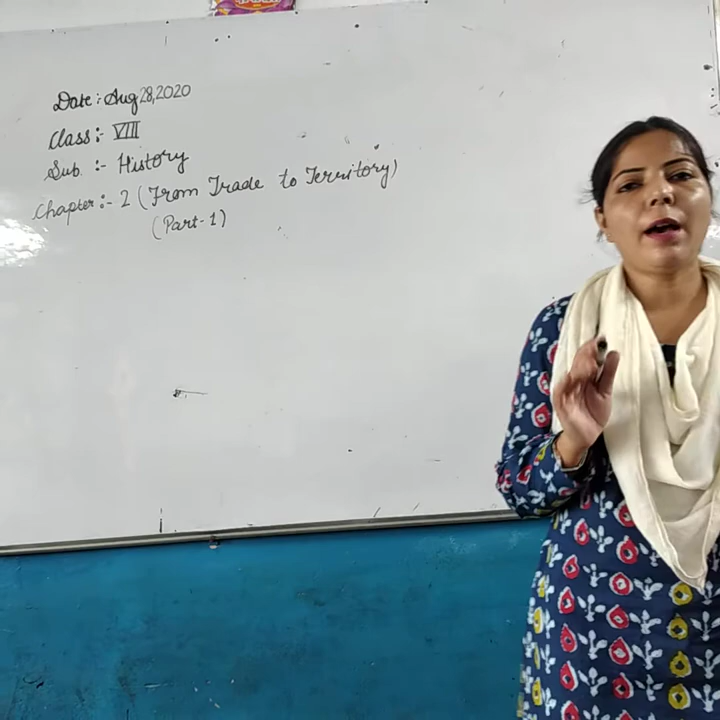 Date :- Aug 28, 2020
Class :- VIII
Sub. :- History
Chapter :- 2 (From Trade to Territory)
(Part-1)